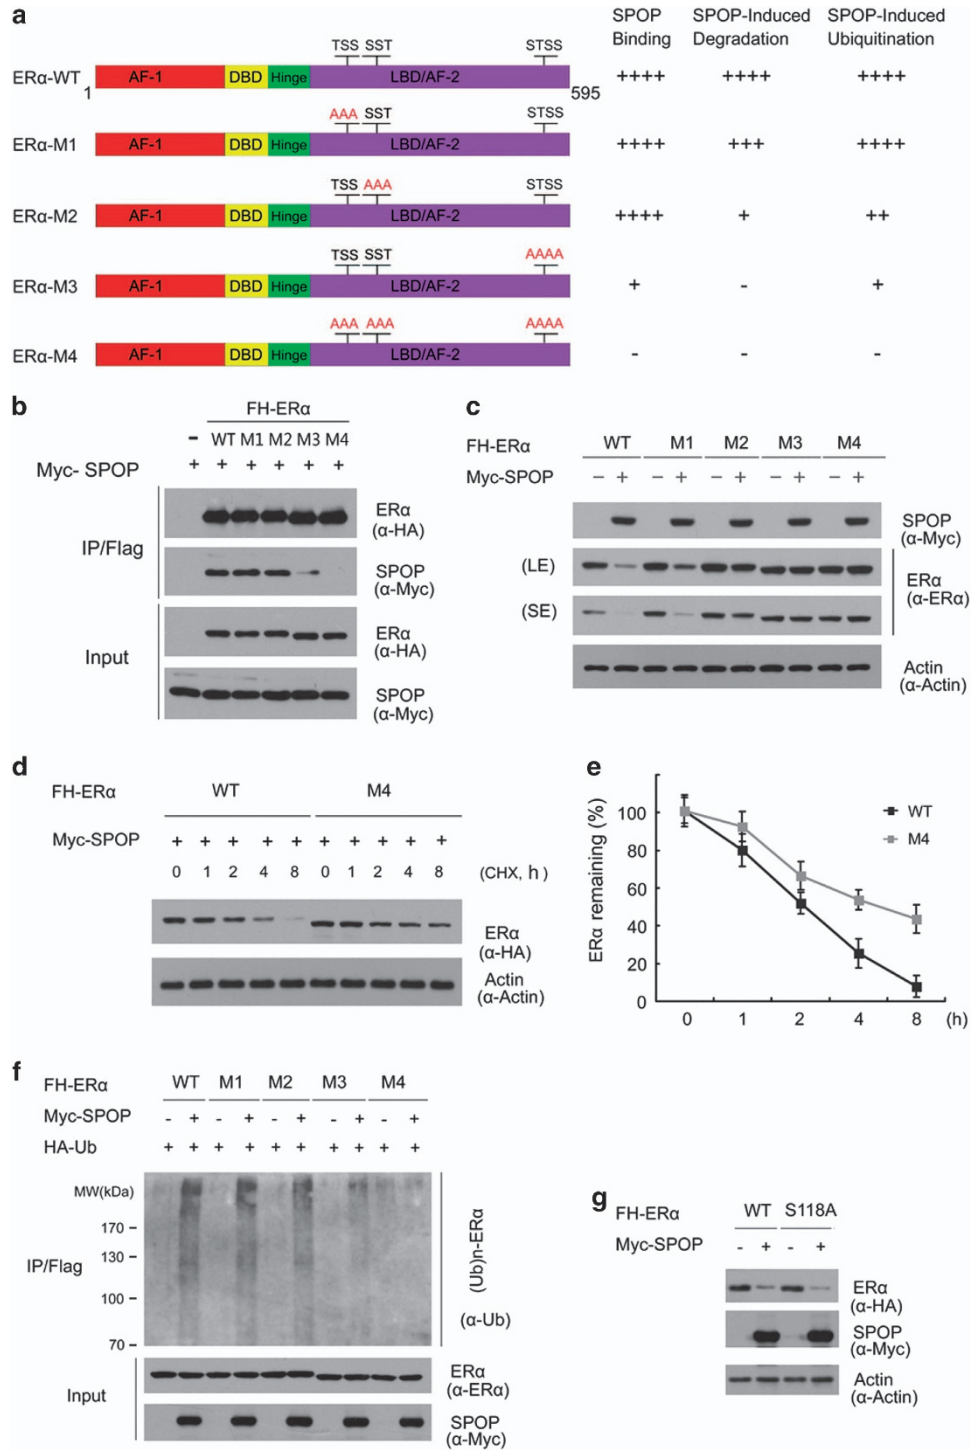 a
SPOP Binding
SPOP-Induced Degradation
SPOP-Induced Ubiquitination
TSS SST STSS
ERα-WT AF-1 DBD Hinge LBD/AF-2 ++++ ++++ ++++
1 595
AAA SST STSS
ERα-M1 AF-1 DBD Hinge LBD/AF-2 ++++ +++ ++++
TSS AAA STSS
ERα-M2 AF-1 DBD Hinge LBD/AF-2 ++++ + ++
TSS SST AAAA
ERα-M3 AF-1 DBD Hinge LBD/AF-2 + - +
AAA AAA AAAA
ERα-M4 AF-1 DBD Hinge LBD/AF-2 - - -
b
FH-ERα
- WT M1 M2 M3 M4
Myc- SPOP + + + + + +
IP/Flag
ERα
(α-HA)
SPOP
(α-Myc)
Input
ERα
(α-HA)
SPOP
(α-Myc)
c
FH-ERα WT M1 M2 M3 M4
Myc-SPOP − + − + − + − + − +
SPOP
(α-Myc)
(LE)
(SE)
ERα
(α-ERα)
Actin
(α-Actin)
d
FH-ERα WT M4
Myc-SPOP + + + + + + + + + +
0 1 2 4 8 0 1 2 4 8 (CHX, h )
ERα
(α-HA)
Actin
(α-Actin)
e
ERα remaining (%)
100
80
60
40
20
0
0 1 2 4 8 (h)
WT
M4
f
FH-ERα WT M1 M2 M3 M4
Myc-SPOP - + - + - + - + - +
HA-Ub + + + + + + + + + +
MW(kDa)
170
130
100
70
IP/Flag
(Ub)n-ERα
(α-Ub)
Input
ERα
(α-ERα)
SPOP
(α-Myc)
g
FH-ERα WT S118A
Myc-SPOP - + - +
ERα
(α-HA)
SPOP
(α-Myc)
Actin
(α-Actin)